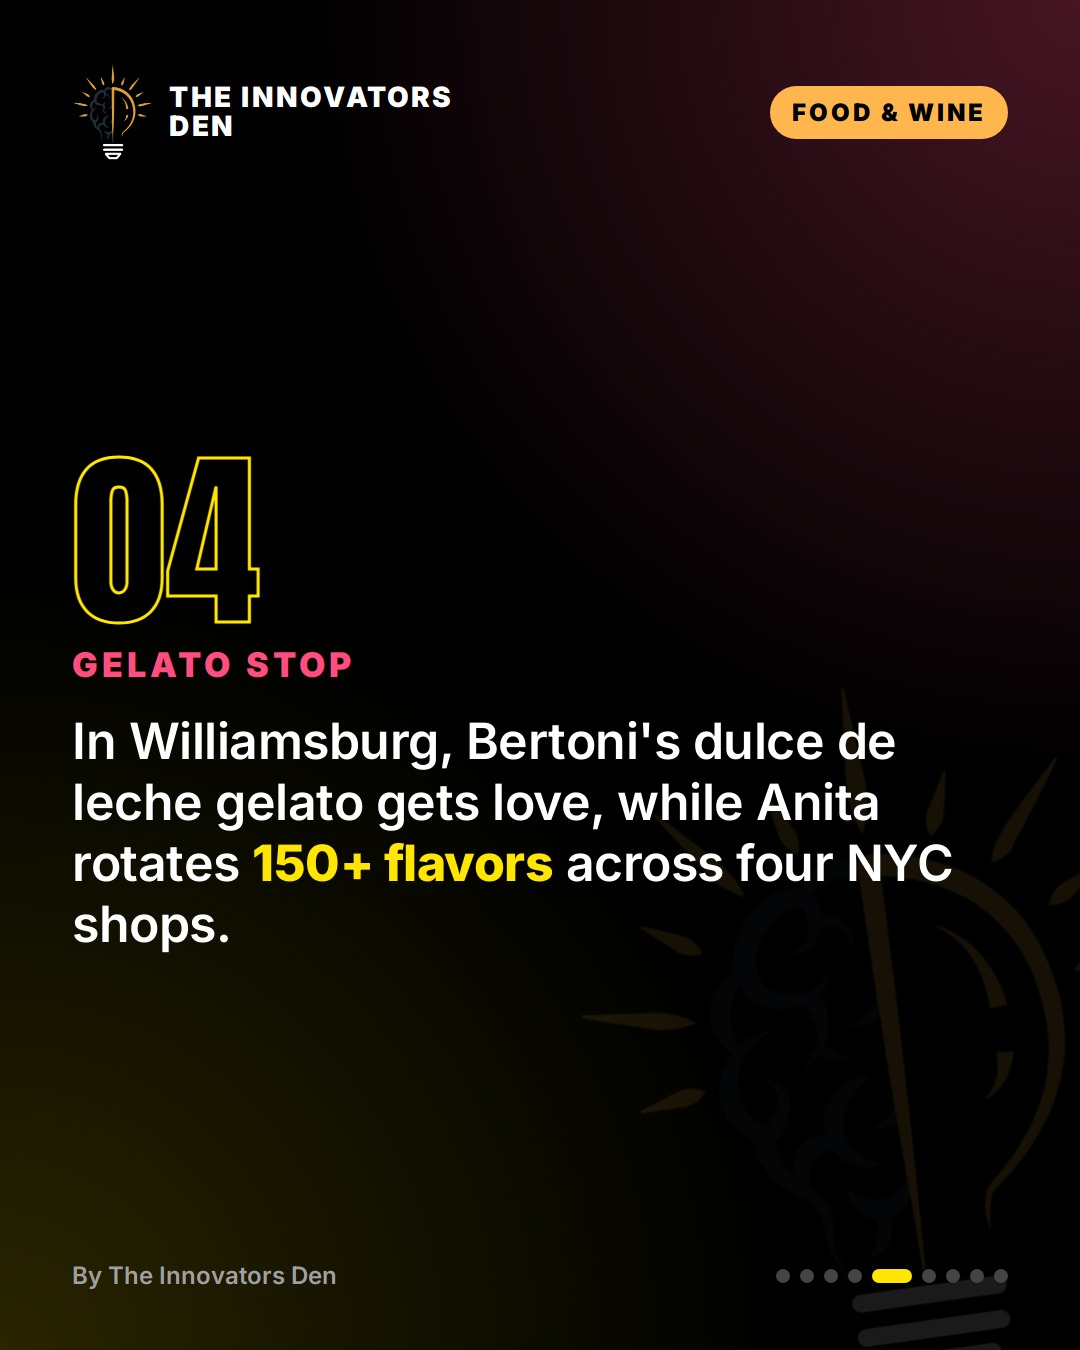 THE INNOVATORS
DEN
FOOD & WINE
04
GELATO STOP
In Williamsburg, Bertoni's dulce de
leche gelato gets love, while Anita
rotates 150+ flavors across four NYC
shops.
By The Innovators Den